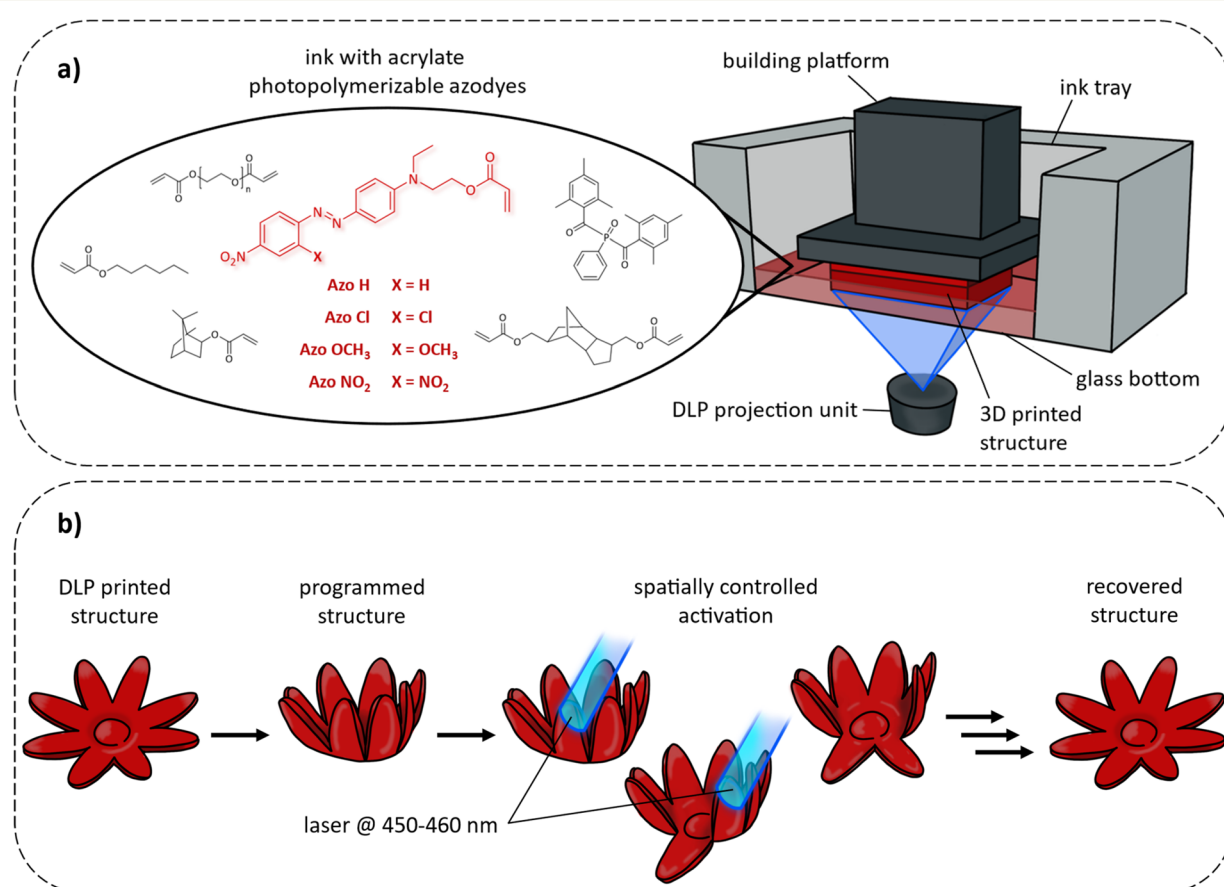 a)
ink with acrylate
photopolymerizable azodyes
building platform
ink tray
O
O
n
O
O
N
N
N
O
O
O₂N
X
O
P
O
O
O
O
O
O
O
O
O
O
Azo H X = H
Azo Cl X = Cl
Azo OCH₃ X = OCH₃
Azo NO₂ X = NO₂
glass bottom
DLP projection unit
3D printed
structure
b)
DLP printed
structure
programmed
structure
spatially controlled
activation
recovered
structure
laser @ 450-460 nm